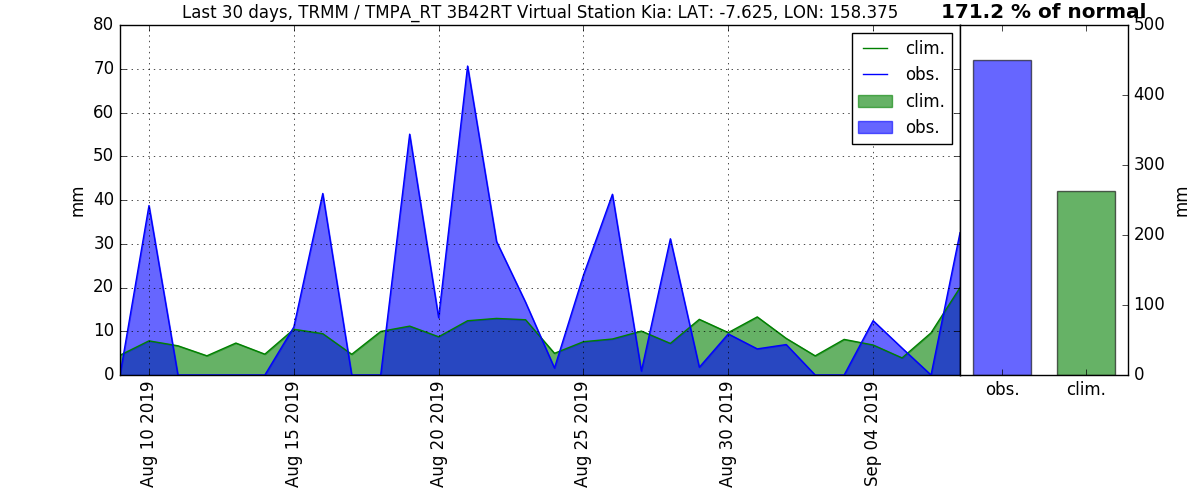 Last 30 days, TRMM / TMPA_RT 3B42RT Virtual Station Kia: LAT: -7.625, LON: 158.375
171.2 % of normal
80
70
60
50
40
30
20
10
0
mm
clim.
obs.
clim.
obs.
500
400
300
200
100
0
mm
obs.
clim.
Aug 10 2019
Aug 15 2019
Aug 20 2019
Aug 25 2019
Aug 30 2019
Sep 04 2019